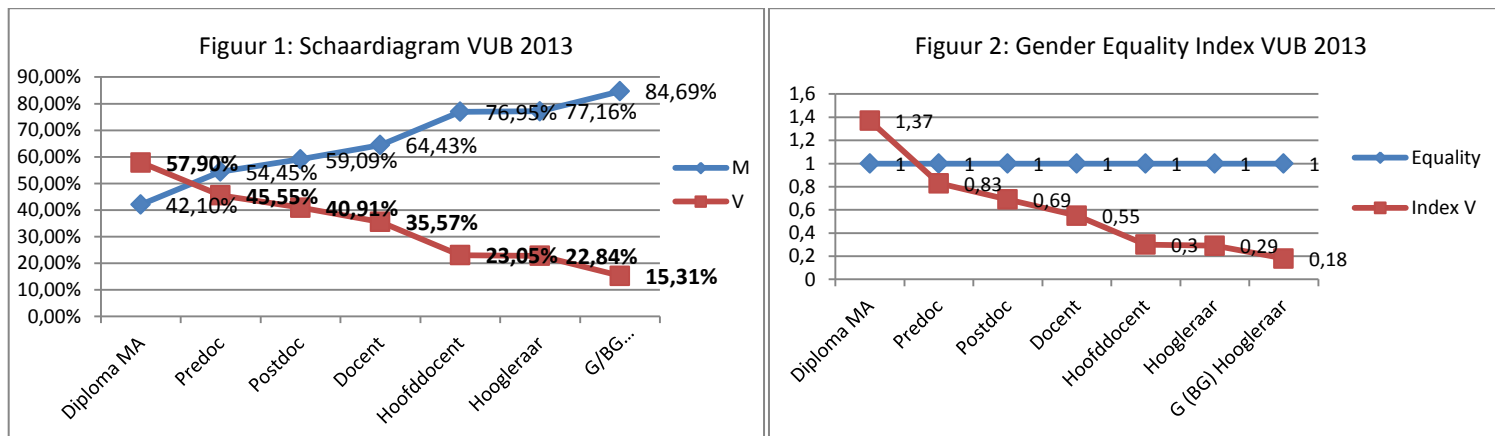 Figuur 1: Schaardiagram VUB 2013
90,00%
80,00%
70,00%
60,00%
50,00%
40,00%
30,00%
20,00%
10,00%
0,00%
84,69%
76,95%
77,16%
64,43%
59,09%
54,45%
42,10%
57,90%
45,55%
40,91%
35,57%
23,05%
22,84%
15,31%
M
V
Diploma MA
Predoc
Postdoc
Docent
Hoofddocent
Hoogleraar
G/BG...
Figuur 2: Gender Equality Index VUB 2013
1,6
1,4
1,2
1
0,8
0,6
0,4
0,2
0
1,37
1
1
1
1
1
1
1
0,83
0,69
0,55
0,3
0,29
0,18
Equality
Index V
Diploma MA
Predoc
Postdoc
Docent
Hoofddocent
Hoogleraar
G (BG) Hoogleraar